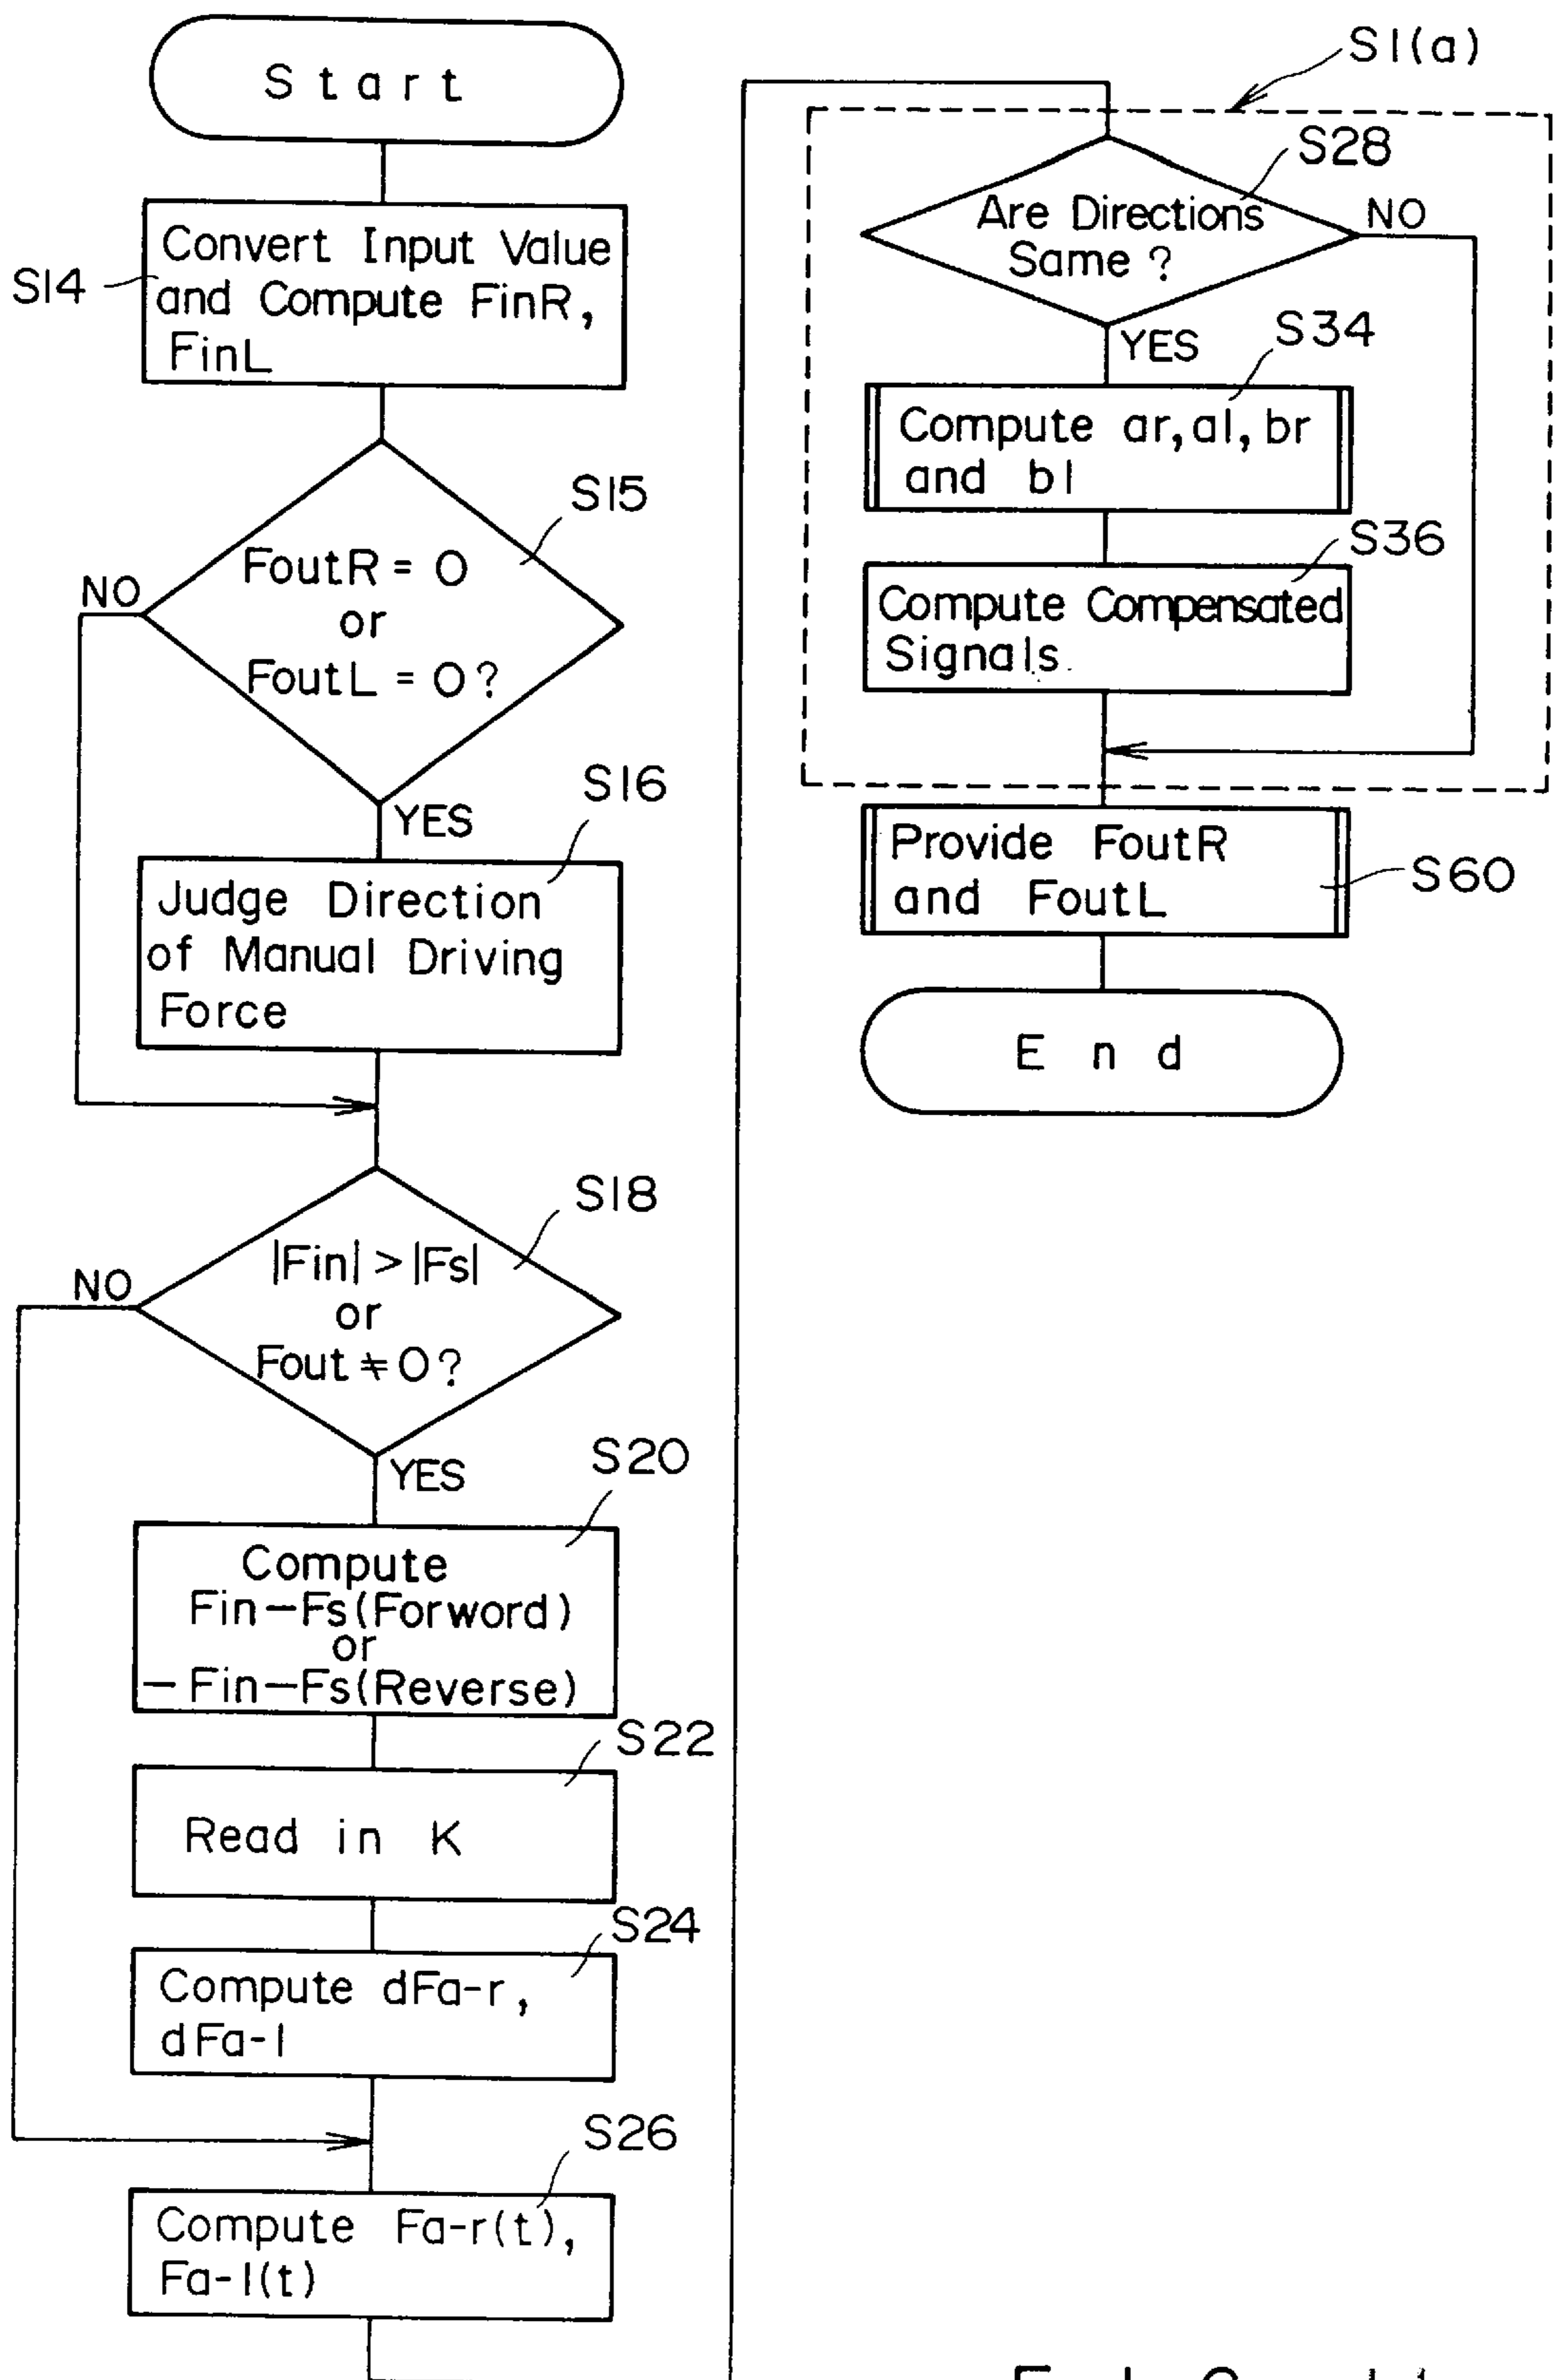 Start
S14
Convert Input Value
and Compute FinR,
FinL
S15
FoutR = 0
or
FoutL = 0?
NO
YES
S16
Judge Direction
of Manual Driving
Force
S18
|Fin| > |Fs|
or
Fout ≠ 0?
NO
YES
S20
Compute
Fin-Fs(Forword)
or
-Fin-Fs(Reverse)
S22
Read in K
S24
Compute dFa-r,
dFa-l
S26
Compute Fa-r(t),
Fa-l(t)
S1(a)
S28
Are Directions
Same ?
NO
YES
S34
Compute ar,al,br
and bl
S36
Compute Compensated
Signals
Provide FoutR
and FoutL
S60
End